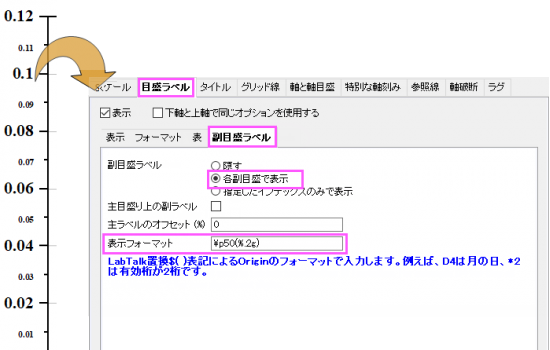 0.12
0.11
0.1
0.09
0.08
0.07
0.06
0.05
0.04
0.03
0.02
0.01
スケール 目盛ラベル タイトル グリッド線 軸と軸目盛 特別な軸刻み 参照線 軸破断 ラグ
表示 下軸と上軸で同じオプションを使用する
表示 フォーマット 表 副目盛ラベル
副目盛ラベル 隠す
各副目盛で表示
指定したインデックスのみで表示
主目盛り上の副ラベル
主ラベルのオフセット (%) 0
表示フォーマット ¥p50(%.2g)
LabTalk置換$( )表記によるOriginのフォーマットで入力します。例えば、D4は月の日、*2
は有効桁が2桁です。